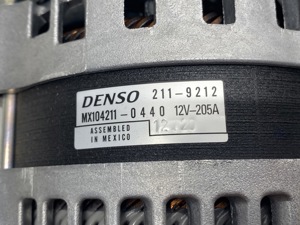 DENSO 211-9212
MX104211-0440 12V-205A
ASSEMBLED
IN MEXICO